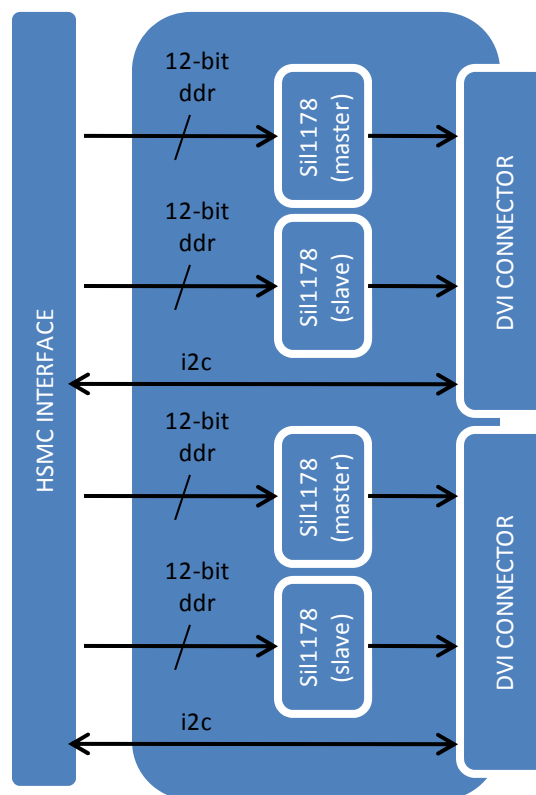 HSMC INTERFACE
12-bit
ddr
SiI1178
(master)
12-bit
ddr
SiI1178
(slave)
i2c
DVI CONNECTOR
12-bit
ddr
SiI1178
(master)
12-bit
ddr
SiI1178
(slave)
i2c
DVI CONNECTOR